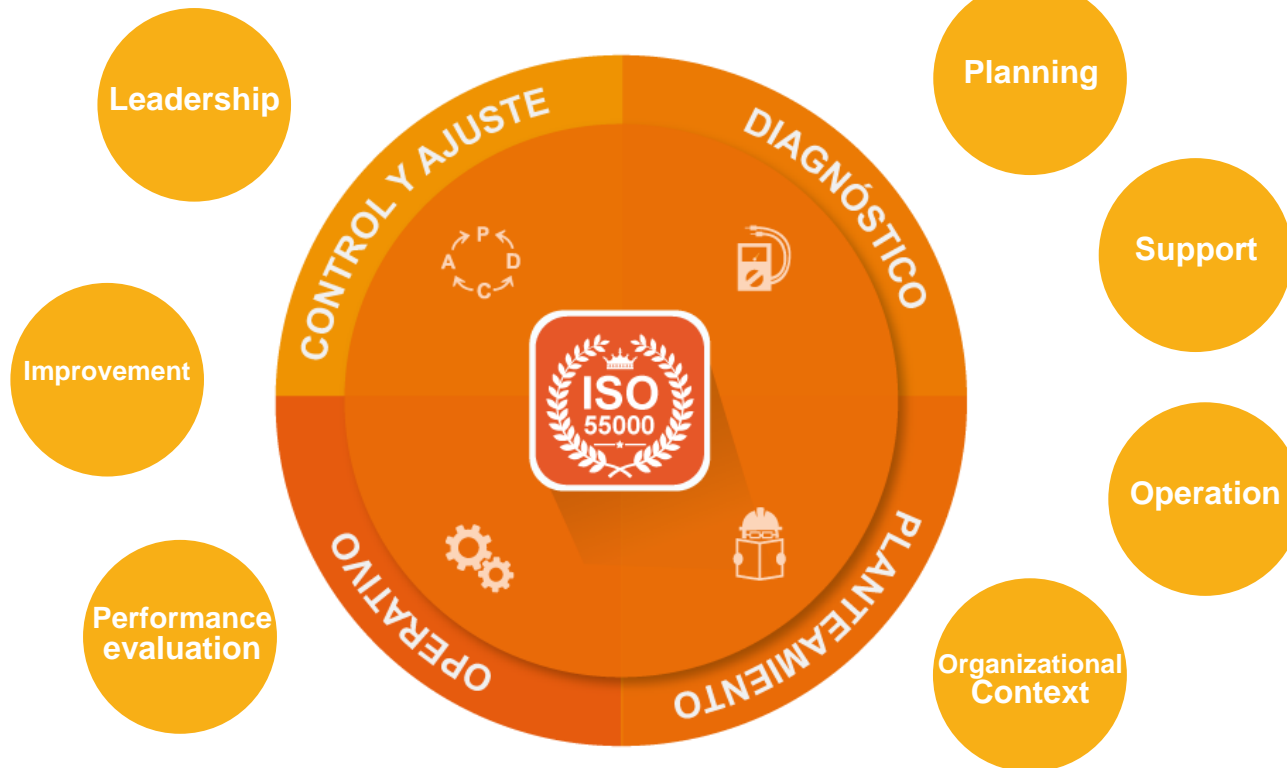 Leadership
Planning
CONTROL Y AJUSTE
DIAGNÓSTICO
Support
P
A D
C
Improvement
ISO
55000
Operation
OPERATIVO
PLANTEAMIENTO
Performance
evaluation
Organizational
Context